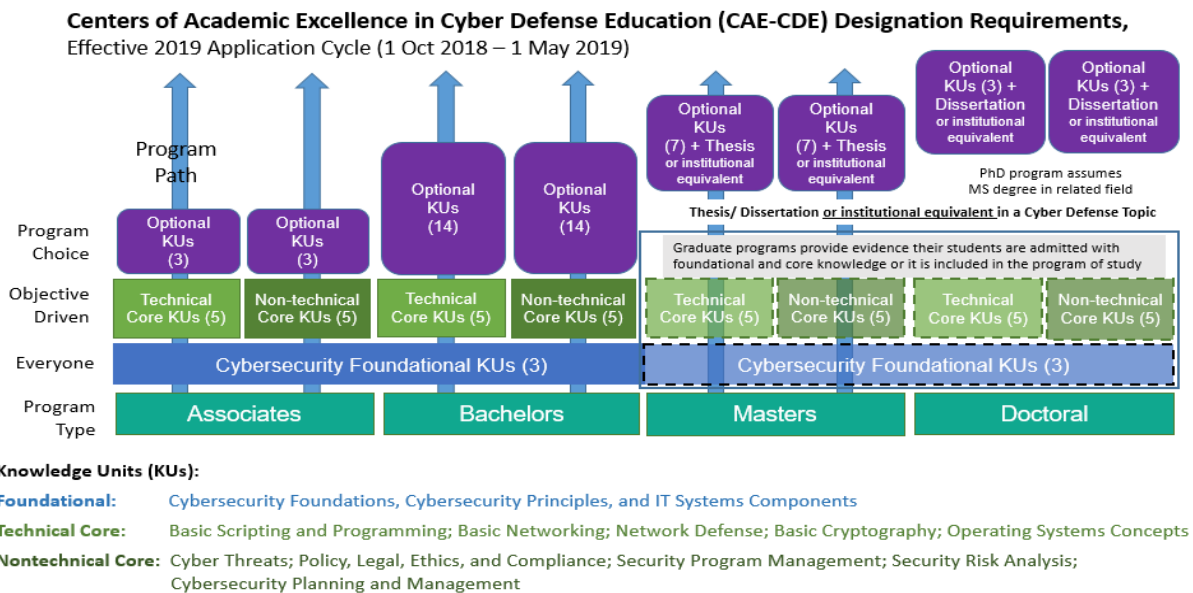 Centers of Academic Excellence in Cyber Defense Education (CAE-CDE) Designation Requirements,
Effective 2019 Application Cycle (1 Oct 2018 – 1 May 2019)
Program
Path
Program
Choice
Optional
KUs
(3)
Optional
KUs
(3)
Optional
KUs
(14)
Optional
KUs
(14)
Optional
KUs
(7) + Thesis
or institutional
equivalent
Optional
KUs
(7) + Thesis
or institutional
equivalent
Optional
KUs (3) +
Dissertation
or institutional
equivalent
Optional
KUs (3) +
Dissertation
or institutional
equivalent
PhD program assumes
MS degree in related field
Thesis/ Dissertation or institutional equivalent in a Cyber Defense Topic
Graduate programs provide evidence their students are admitted with
foundational and core knowledge or it is included in the program of study
Objective
Driven
Technical
Core KUs (5)
Non-technical
Core KUs (5)
Technical
Core KUs (5)
Non-technical
Core KUs (5)
Technical
Core KUs (5)
Non-technical
Core KUs (5)
Technical
Core KUs (5)
Non-technical
Core KUs (5)
Everyone
Cybersecurity Foundational KUs (3)
Cybersecurity Foundational KUs (3)
Program
Type
Associates
Bachelors
Masters
Doctoral
Knowledge Units (KUs):
Foundational: Cybersecurity Foundations, Cybersecurity Principles, and IT Systems Components
Technical Core: Basic Scripting and Programming; Basic Networking; Network Defense; Basic Cryptography; Operating Systems Concepts
Nontechnical Core: Cyber Threats; Policy, Legal, Ethics, and Compliance; Security Program Management; Security Risk Analysis;
Cybersecurity Planning and Management